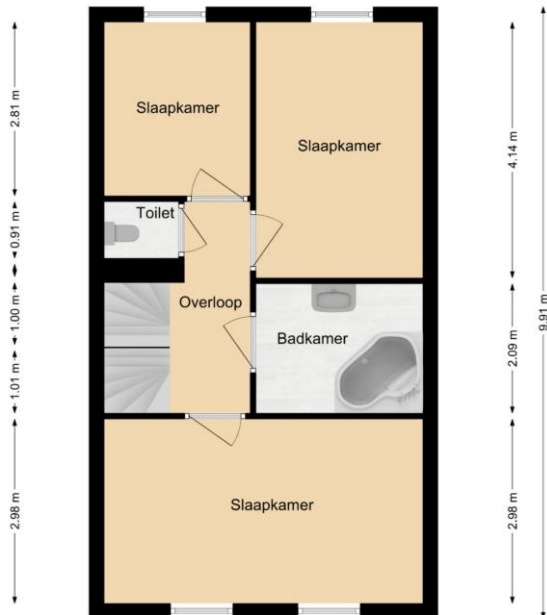 Slaapkamer
Slaapkamer
Toilet
Overloop
Badkamer
Slaapkamer
2.81 m
0.91 m
1.00 m
1.01 m
2.98 m
4.14 m
2.09 m
2.98 m
9.91 m